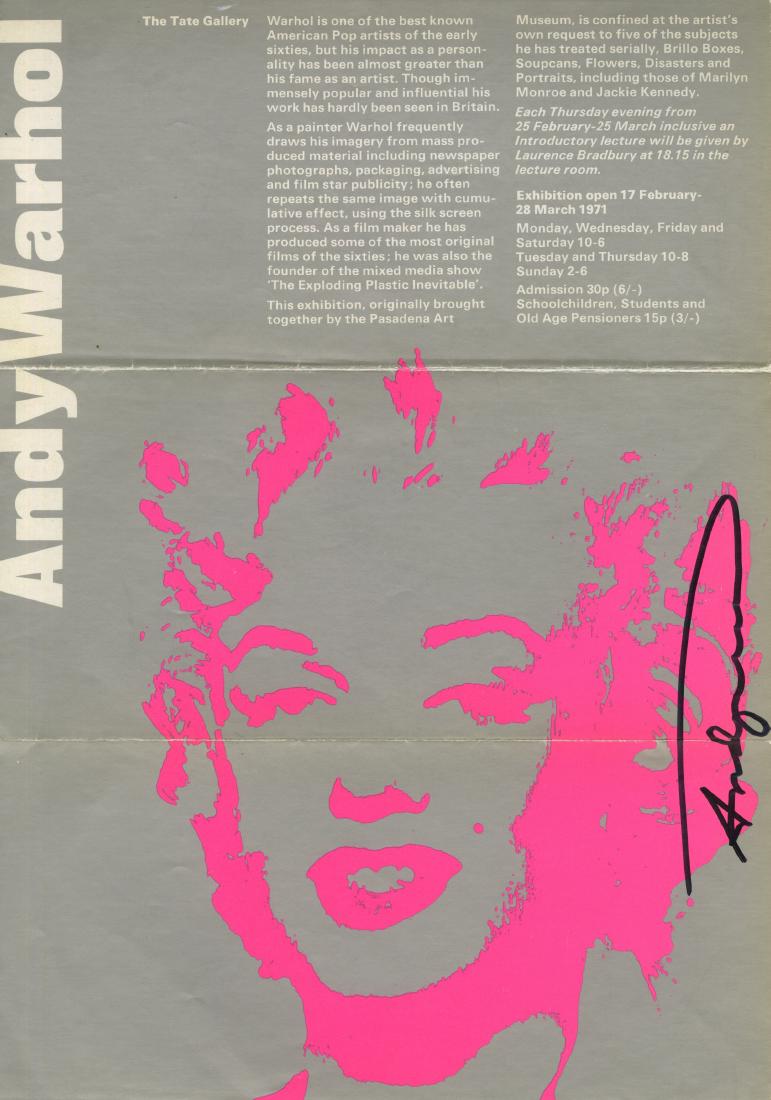 Andy Warhol
The Tate Gallery
Warhol is one of the best known
American Pop artists of the early
sixties, but his impact as a person-
ality has been almost greater than
his fame as an artist. Though im-
mensely popular and influential his
work has hardly been seen in Britain.
As a painter Warhol frequently
draws his imagery from mass pro-
duced material including newspaper
photographs, packaging, advertising
and film star publicity; he often
repeats the same image with cumu-
lative effect, using the silk screen
process. As a film maker he has
produced some of the most original
films of the sixties; he was also the
founder of the mixed media show
'The Exploding Plastic Inevitable'.
This exhibition, originally brought
together by the Pasadena Art
Museum, is confined at the artist's
own request to five of the subjects
he has treated serially, Brillo Boxes,
Soupcans, Flowers, Disasters and
Portraits, including those of Marilyn
Monroe and Jackie Kennedy.
Each Thursday evening from
25 February-25 March inclusive an
Introductory lecture will be given by
Laurence Bradbury at 18.15 in the
lecture room.
Exhibition open 17 February-
28 March 1971
Monday, Wednesday, Friday and
Saturday 10-6
Tuesday and Thursday 10-8
Sunday 2-6
Admission 30p (6/-)
Schoolchildren, Students and
Old Age Pensioners 15p (3/-)
Andy